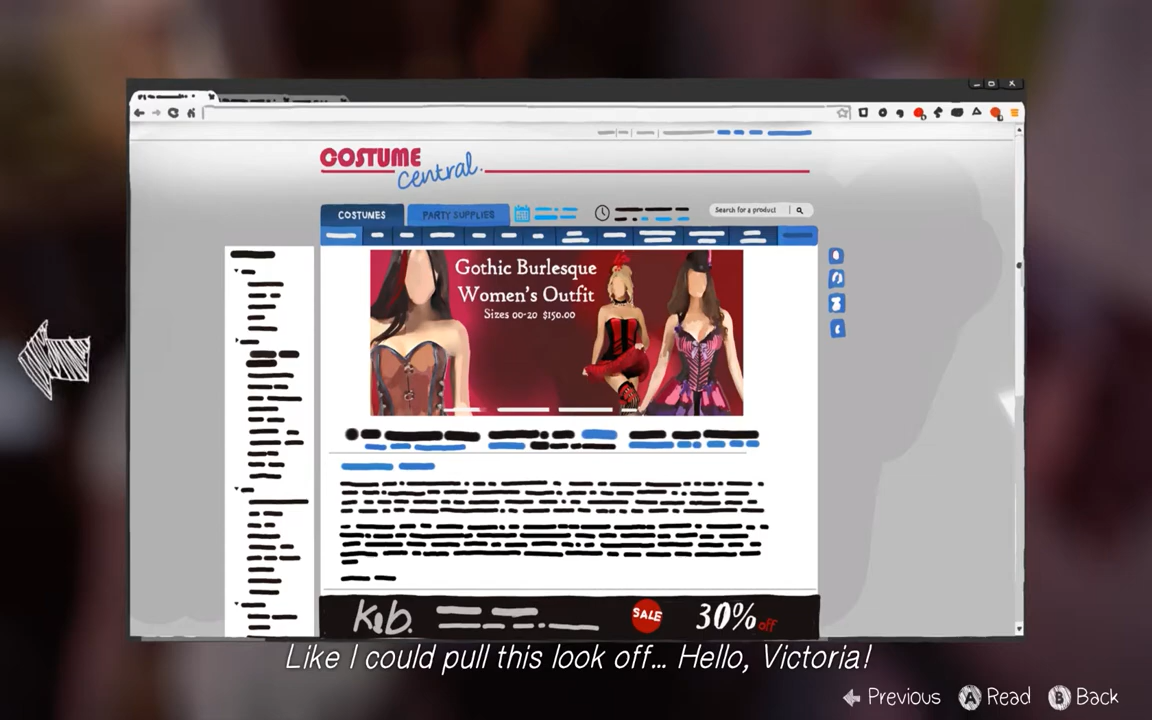 COSTUME
central.
COSTUMES
PARTY SUPPLIES
Search for a product
Gothic Burlesque
Women's Outfit
Sizes 00-20 $150.00
K&b.
SALE
30% off
Like I could pull this look off... Hello, Victoria!
Previous
A Read
B Back